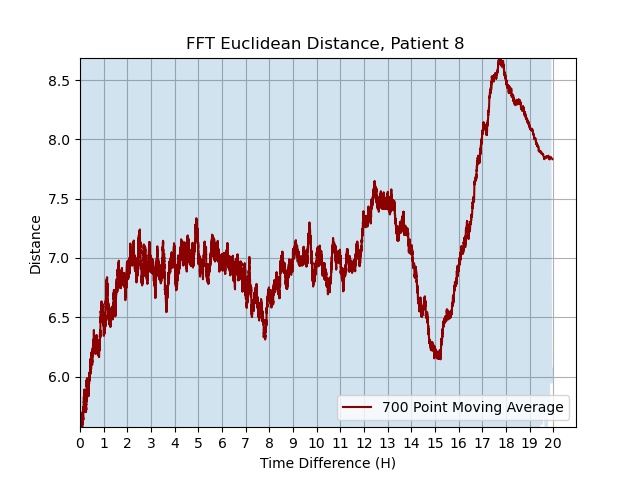 FFT Euclidean Distance, Patient 8
Distance
8.5
8.0
7.5
7.0
6.5
6.0
700 Point Moving Average
0 1 2 3 4 5 6 7 8 9 10 11 12 13 14 15 16 17 18 19 20
Time Difference (H)